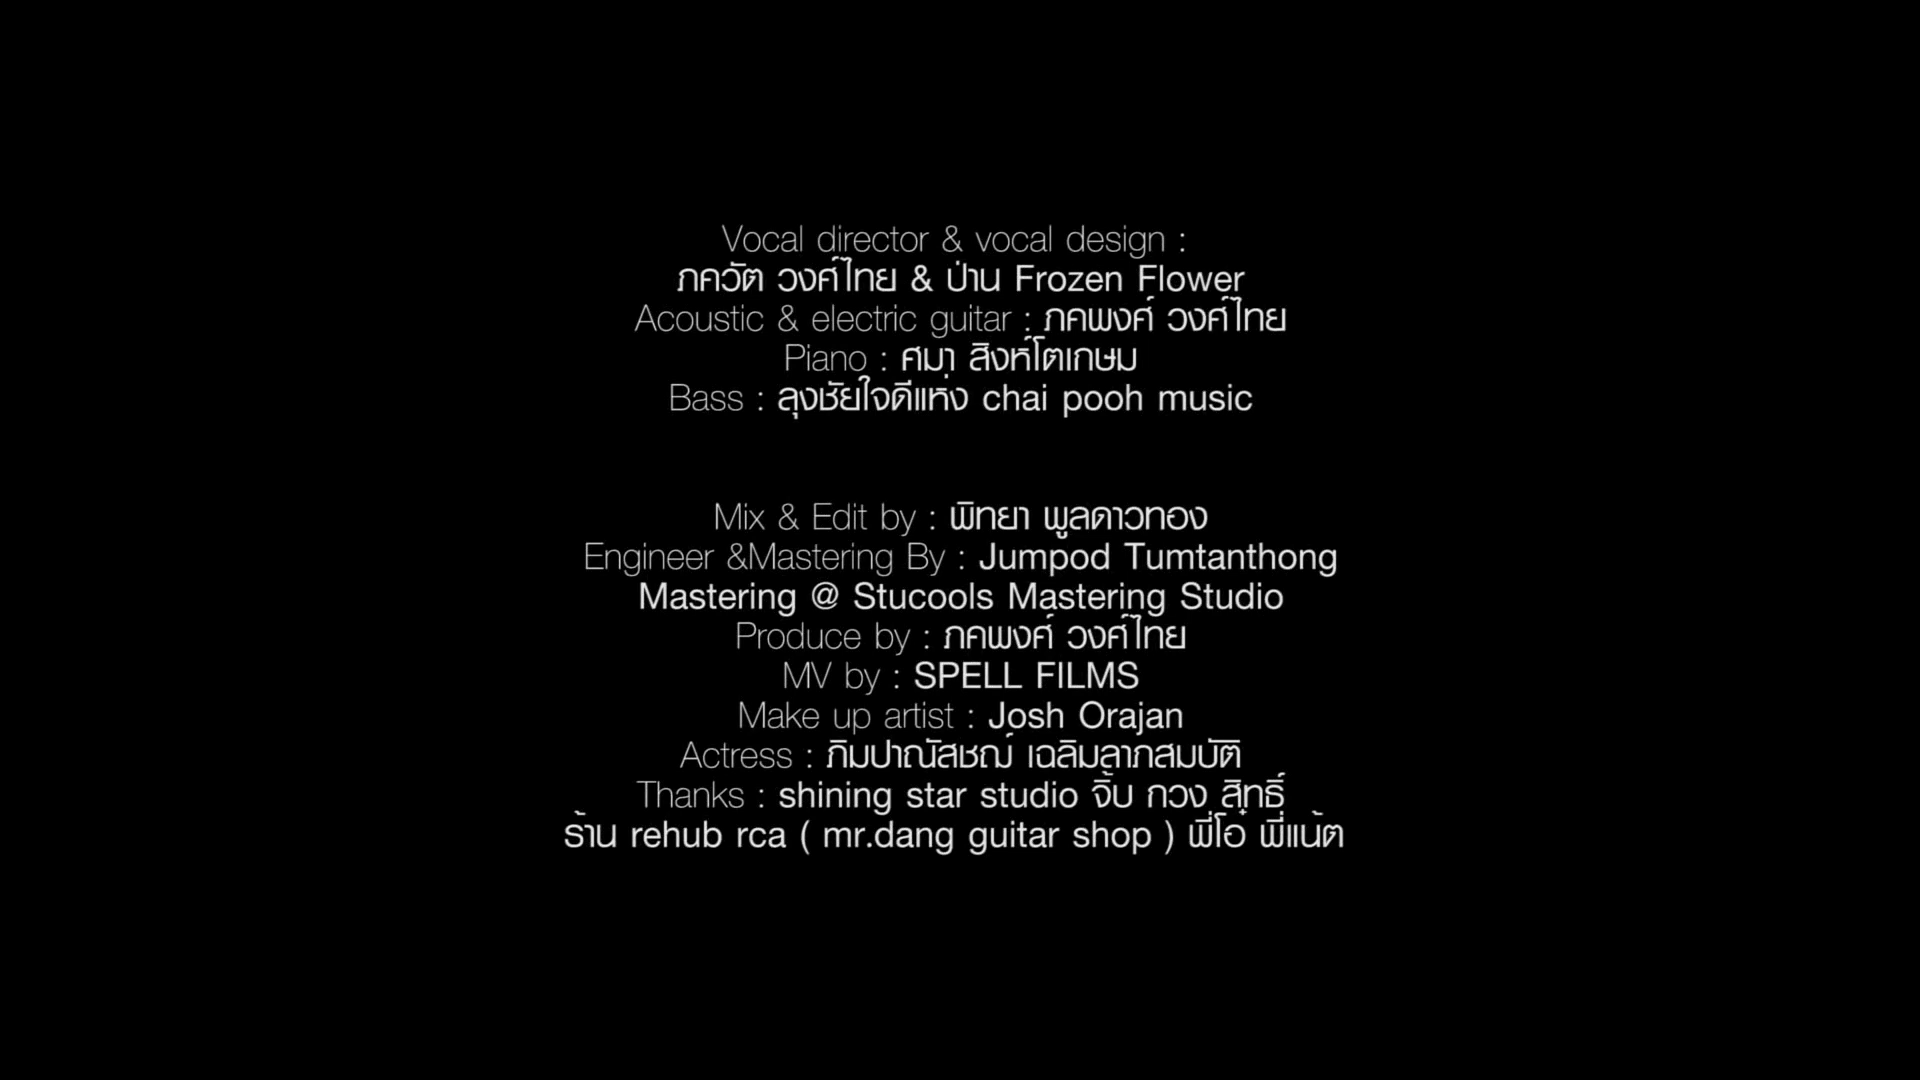 Vocal director & vocal design :
ภควัต วงศ์ไทย & ป่าน Frozen Flower
Acoustic & electric guitar : ภคพงศ์ วงศ์ไทย
Piano : ศมา สิงห์โตเกษม
Bass : ลุงชัยใจดีแห่ง chai pooh music
Mix & Edit by : พิทยา พูลดาวทอง
Engineer &Mastering By : Jumpod Tumtanthong
Mastering @ Stucools Mastering Studio
Produce by : ภคพงศ์ วงศ์ไทย
MV by : SPELL FILMS
Make up artist : Josh Orajan
Actress : ภิมปาณัสชฌ์ เฉลิมลาภสมบัติ
Thanks : shining star studio จิ๊บ กวง สิทธิ์
ร้าน rehub rca ( mr.dang guitar shop ) พี่โอ๋ พี่แน้ต